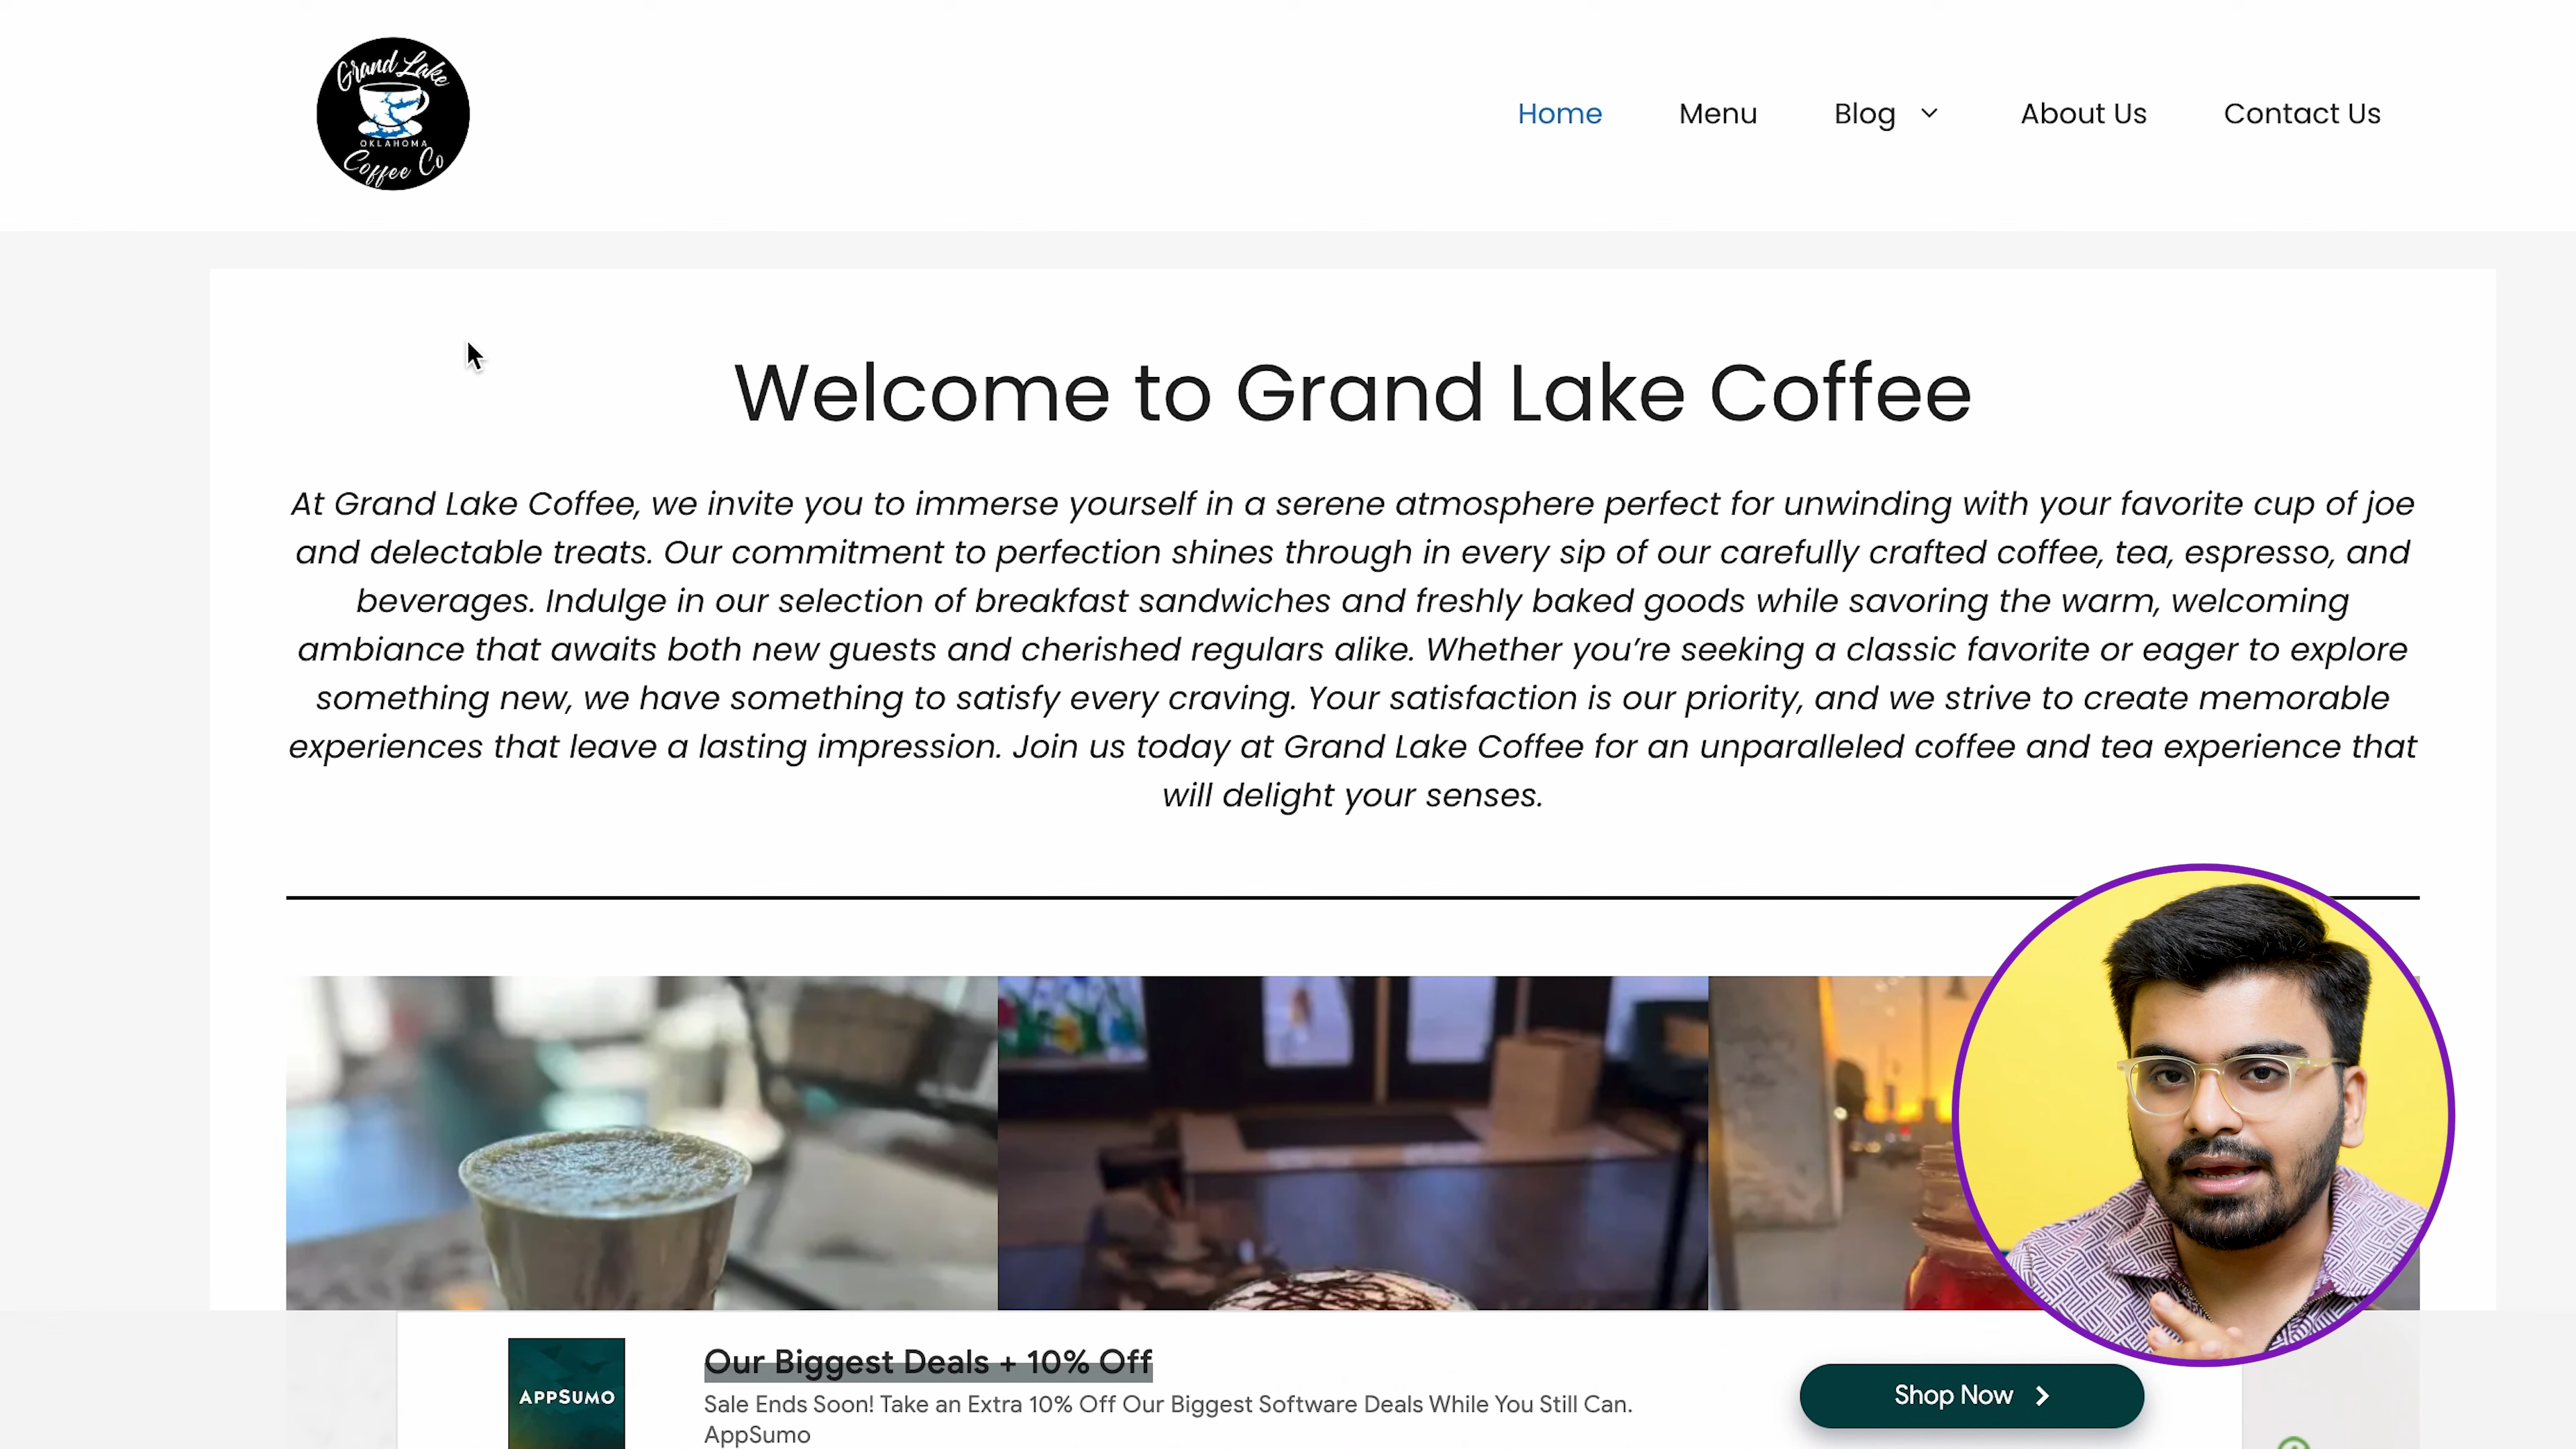 Grand Lake
OKLAHOMA
Coffee Co
Home Menu Blog About Us Contact Us
Welcome to Grand Lake Coffee
At Grand Lake Coffee, we invite you to immerse yourself in a serene atmosphere perfect for unwinding with your favorite cup of joe
and delectable treats. Our commitment to perfection shines through in every sip of our carefully crafted coffee, tea, espresso, and
beverages. Indulge in our selection of breakfast sandwiches and freshly baked goods while savoring the warm, welcoming
ambiance that awaits both new guests and cherished regulars alike. Whether you’re seeking a classic favorite or eager to explore
something new, we have something to satisfy every craving. Your satisfaction is our priority, and we strive to create memorable
experiences that leave a lasting impression. Join us today at Grand Lake Coffee for an unparalleled coffee and tea experience that
will delight your senses.
APPSUMO
Our Biggest Deals + 10% Off
Sale Ends Soon! Take an Extra 10% Off Our Biggest Software Deals While You Still Can.
AppSumo
Shop Now